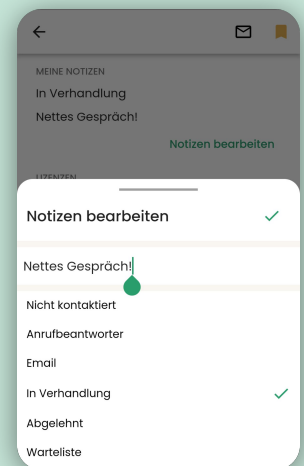 MEINE NOTIZEN
In Verhandlung
Nettes Gespräch!
Notizen bearbeiten
LIZENZEN
Notizen bearbeiten
Nettes Gespräch!
Nicht kontaktiert
Anrufbeantworter
Email
In Verhandlung
Abgelehnt
Warteliste